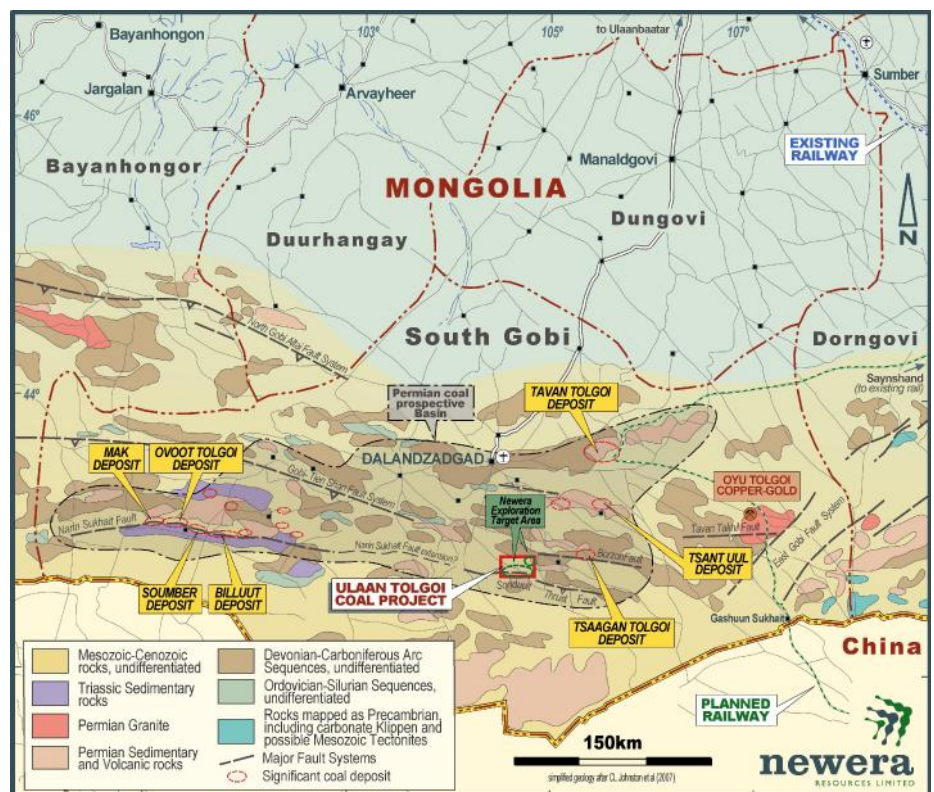 Bayanhongon
103
105
to Ulaanbaatar
107
Jargalan
Arvayheer
Sumber
46°
EXISTING
RAILWAY
Bayanhongor
Manaldgovi
MONGOLIA
Dungovi
Duurhangay
N
North Gobi Altai Fault System
South Gobi
Dorngovi
Saynshand
(to existing rail)
44°
Permian coal
prospective
Basin
TAVAN TOLGOI
DEPOSIT
MAK
DEPOSIT
OVOOT TOLGOI
DEPOSIT
DALANDZADGAD
Gobi-Tien Shan Fault System
OYU TOLGOI
COPPER-GOLD
Newera
Exploration
Target Area
Narin Sukhait Fault
Tavan Takhil Fault
East Gobi Fault System
Narin Sukhait Fault extension?
Burzon Fault
TSANT UUL
DEPOSIT
ULAAN TOLGOI
COAL PROJECT
Thrust Fault
SOUMBER
DEPOSIT
BILLUUT
DEPOSIT
TSAAGAN TOLGOI
DEPOSIT
Gashuun Sukhait
China
Mesozoic-Cenozoic
rocks, undifferentiated
Triassic Sedimentary
rocks
Permian Granite
Permian Sedimentary
and Volcanic rocks
Devonian-Carboniferous Arc
Sequences, undifferentiated
Ordovician-Silurian Sequences,
undifferentiated
Rocks mapped as Precambrian,
including carbonate Klippen and
possible Mesozoic Tectonites
Major Fault Systems
Significant coal deposit
PLANNED
RAILWAY
150km
simplified geology after CL Johnston et al (2007)
newera
RESOURCES LIMITED